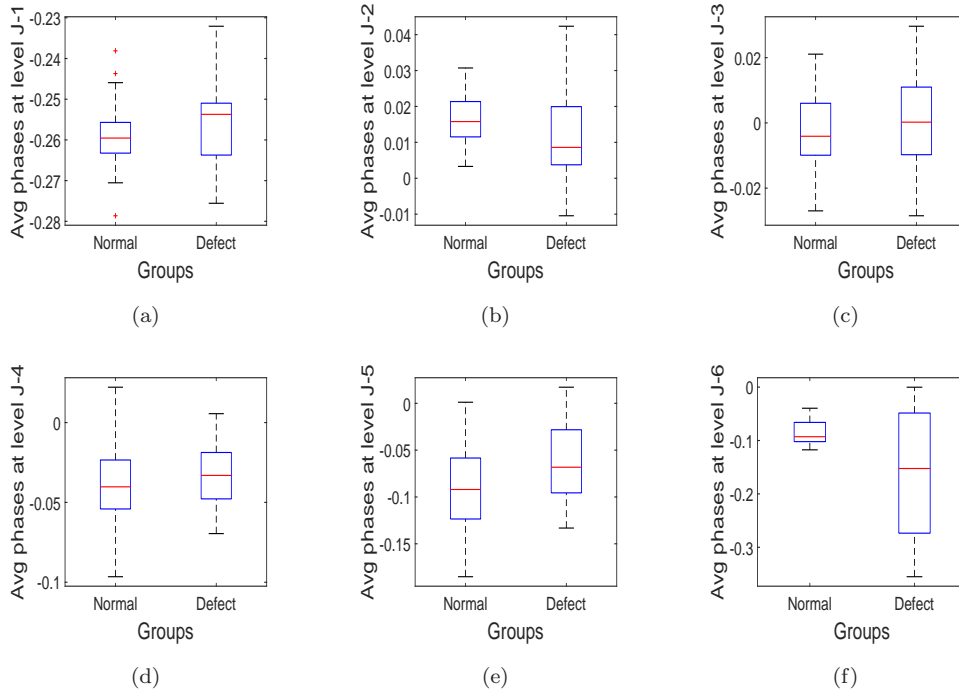 Avg phases at level J-1
-0.23
-0.24
-0.25
-0.26
-0.27
-0.28
Normal Defect
Groups
(a)
Avg phases at level J-2
0.04
0.03
0.02
0.01
0
-0.01
Normal Defect
Groups
(b)
Avg phases at level J-3
0.02
0
-0.02
Normal Defect
Groups
(c)
Avg phases at level J-4
0
-0.05
-0.1
Normal Defect
Groups
(d)
Avg phases at level J-5
0
-0.05
-0.1
-0.15
Normal Defect
Groups
(e)
Avg phases at level J-6
0
-0.1
-0.2
-0.3
Normal Defect
Groups
(f)